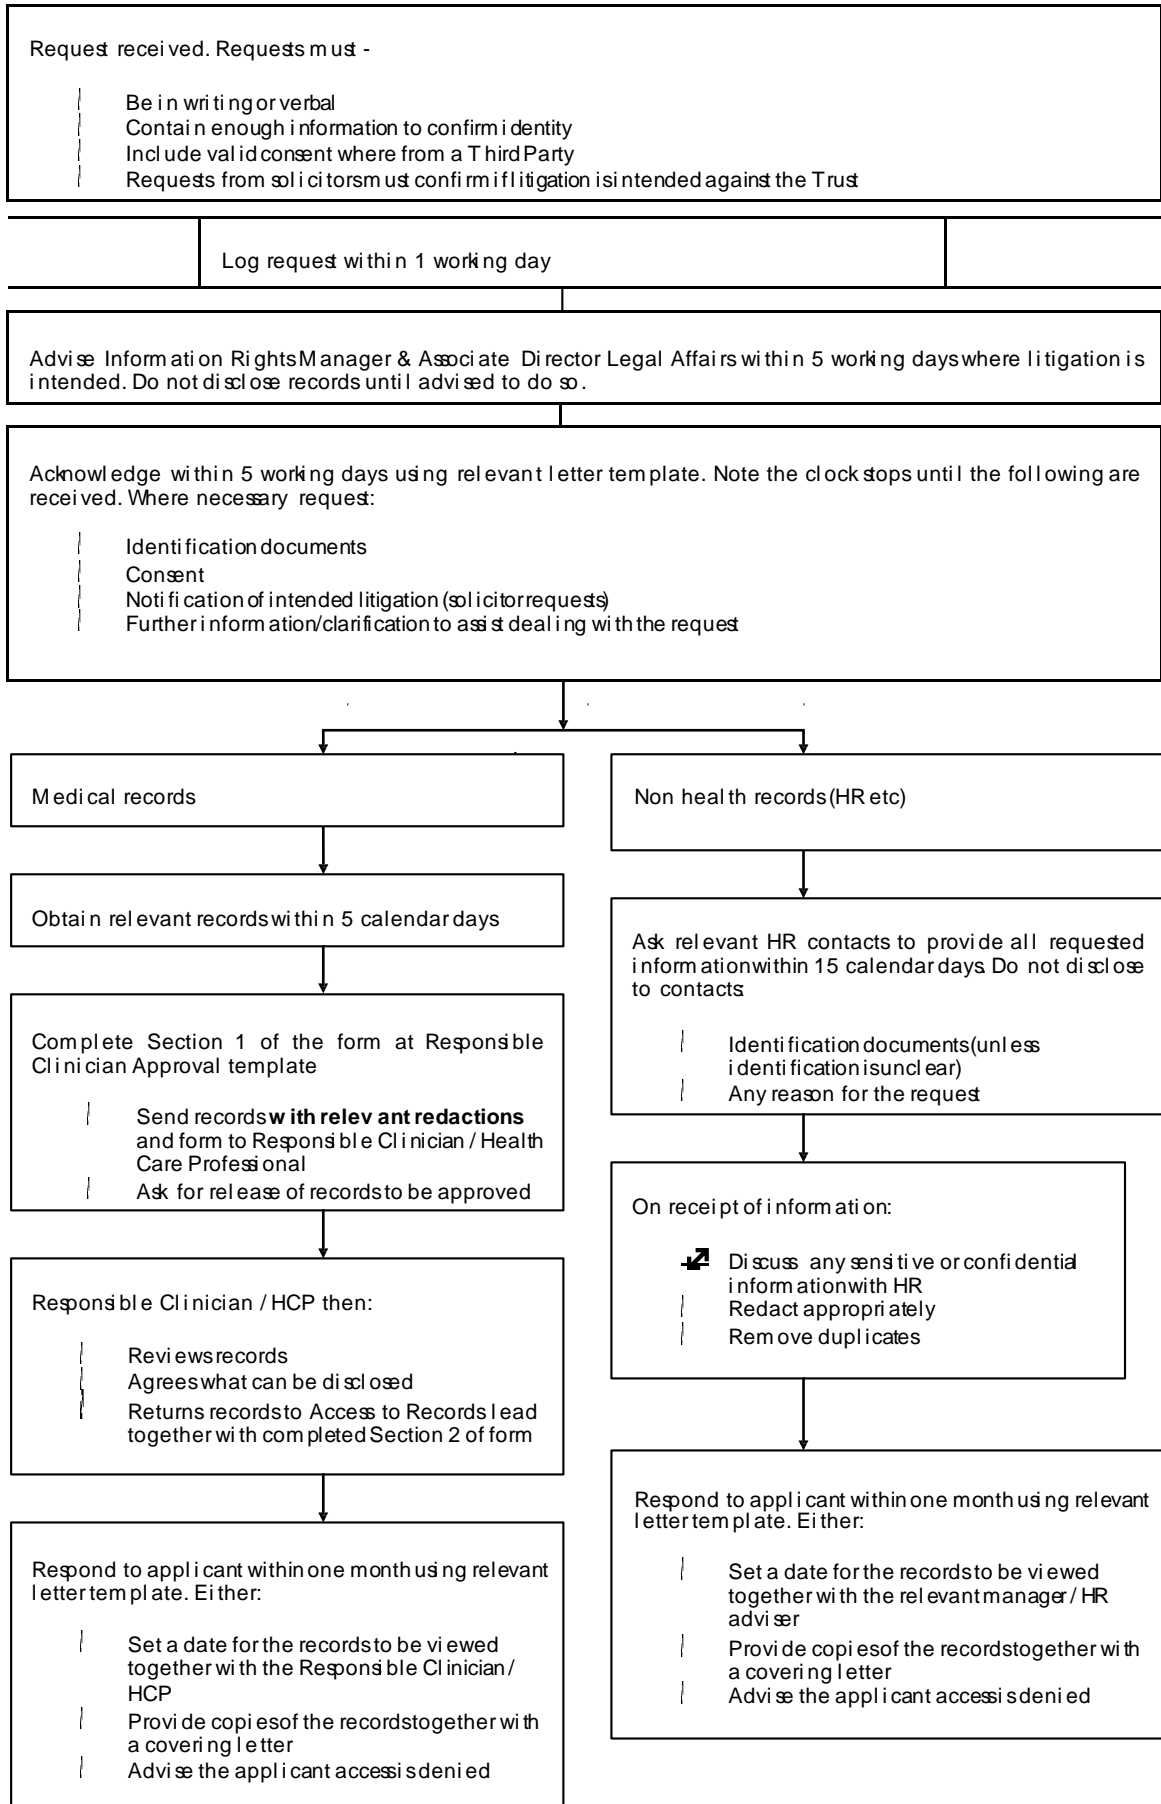 Request received. Requests must -
Be in writing or verbal
Contain enough information to confirm identity
Include valid consent where from a Third Party
Requests from solicitors must confirm if litigation is intended against the Trust
Log request within 1 working day
Advise Information Rights Manager & Associate Director Legal Affairs within 5 working days where litigation is
intended. Do not disclose records until advised to do so.
Acknowledge within 5 working days using relevant letter template. Note the clock stops until the following are
received. Where necessary request:
Identification documents
Consent
Notification of intended litigation (solicitor requests)
Further information/clarification to assist dealing with the request
Medical records
Obtain relevant records within 5 calendar days
Complete Section 1 of the form at Responsible
Clinician Approval template
Send records with relevant redactions
and form to Responsible Clinician / Health
Care Professional
Ask for release of records to be approved
Responsible Clinician / HCP then:
Reviews records
Agrees what can be disclosed
Returns records to Access to Records lead
together with completed Section 2 of form
Respond to applicant within one month using relevant
letter template. Either:
Set a date for the records to be viewed
together with the Responsible Clinician /
HCP
Provide copies of the records together with
a covering letter
Advise the applicant access is denied
Non health records (HR etc)
Ask relevant HR contacts to provide all requested
information within 15 calendar days. Do not disclose
to contacts:
Identification documents (unless
identification is unclear)
Any reason for the request
On receipt of information:
Discuss any sensitive or confidential
information with HR
Redact appropriately
Remove duplicates
Respond to applicant within one month using relevant
letter template. Either:
Set a date for the records to be viewed
together with the relevant manager / HR
adviser
Provide copies of the records together with
a covering letter
Advise the applicant access is denied